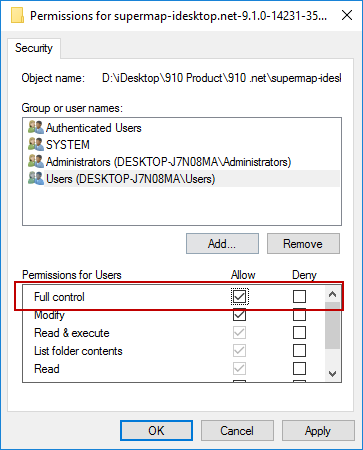 Permissions for supermap-idesktop.net-9.1.0-14231-35...
Security
Object name: D:\iDesktop\910 Product\910 .net\supermap-idesl
Group or user names:
Authenticated Users
SYSTEM
Administrators (DESKTOP-J7N08MA\Administrators)
Users (DESKTOP-J7N08MA\Users)
Add... Remove
Permissions for Users Allow Deny
Full control
Modify
Read & execute
List folder contents
Read
OK Cancel Apply